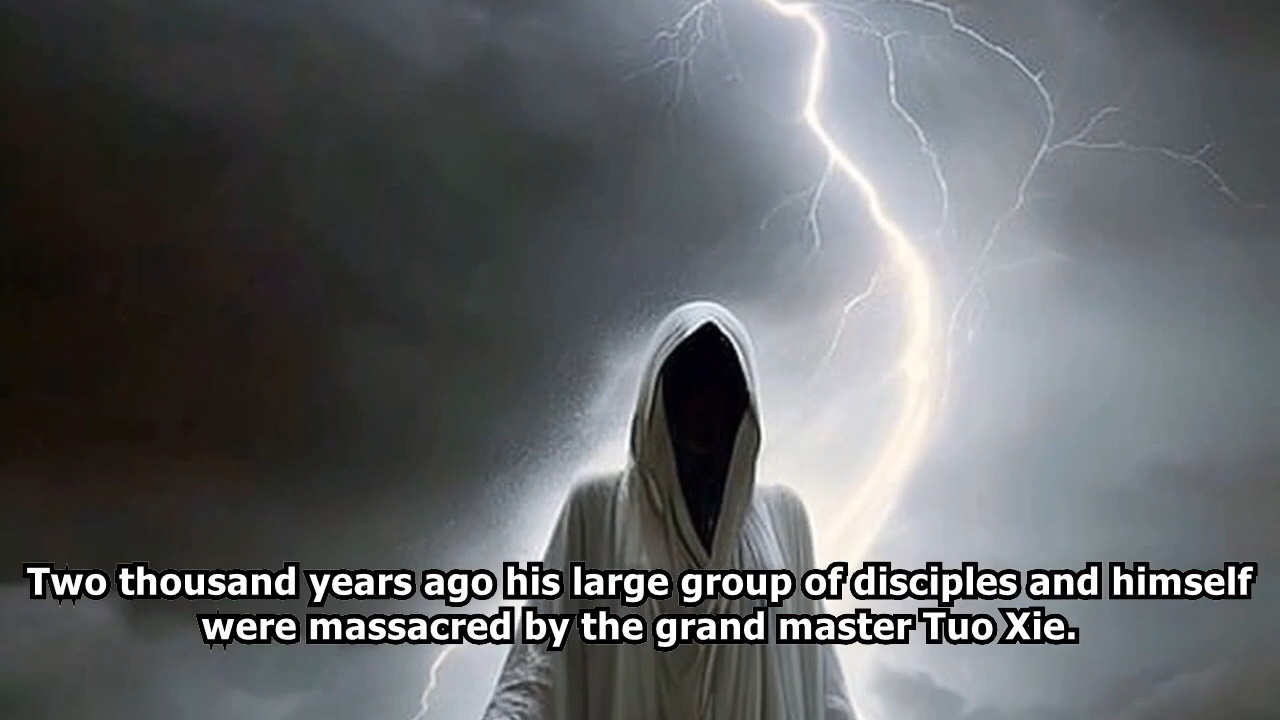 Two thousand years ago his large group of disciples and himself
were massacred by the grand master Tuo Xie.